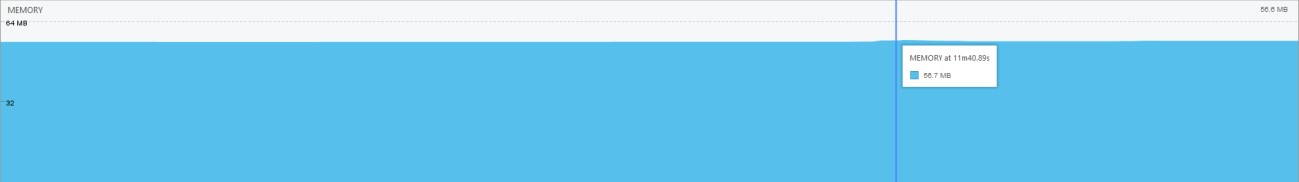 MEMORY
56.6 MB
64 MB
MEMORY at 11m40.89s
56.7 MB
32